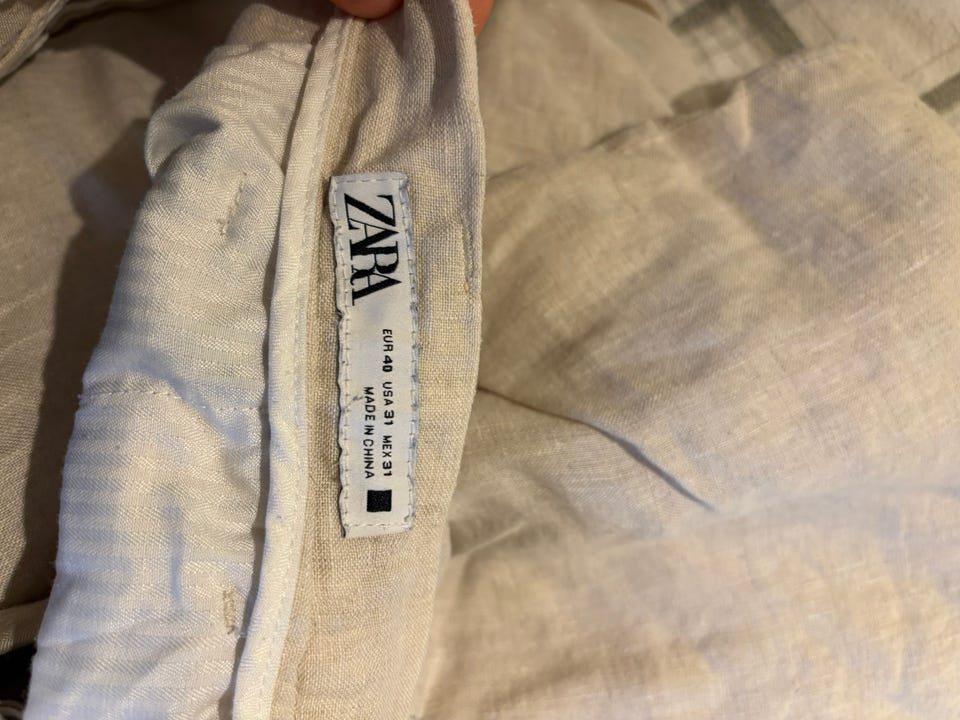 ZARA
EUR 40 USA 31 MEX 31
MADE IN CHINA